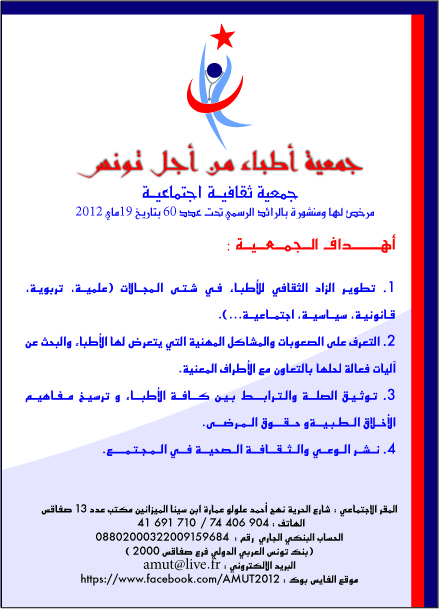 جمعية أطباء من أجل تونس
جمعية ثقافية اجتماعية
مرخص لها ومنشورة بالرائد الرسمي تحت عدد 60 بتاريخ 19ماي 2012
أهداف الجمعية :
1. تطوير الزاد الثقافي للأطباء في شتى المجالات (علمية، تربوية،
قانونية، سياسية، اجتماعية...).
2. التعرف على الصعوبات والمشاكل المهنية التي يتعرض لها الأطباء والبحث عن
آليات فعالة لحلها بالتعاون مع الأطراف المعنية.
3. توثيق الصلة والترابط بين كافة الأطباء و ترسيخ مفاهيم
الأخلاق الطبية و حقوق المرضى.
4. نشر الوعي والثقافة الصحية في المجتمع.
المقر الاجتماعي : شارع الحرية نهج أحمد علولو عمارة ابن سينا الميزانين مكتب عدد 13 صفاقس
الهاتف : 904 406 74 / 710 691 41
الحساب البنكي الجاري رقم : 08802000322009159684
(بنك تونس العربي الدولي فرع صفاقس 2000 )
البريد الالكتروني : amut@live.fr
موقع الفايس بوك : https://www.facebook.com/AMUT2012